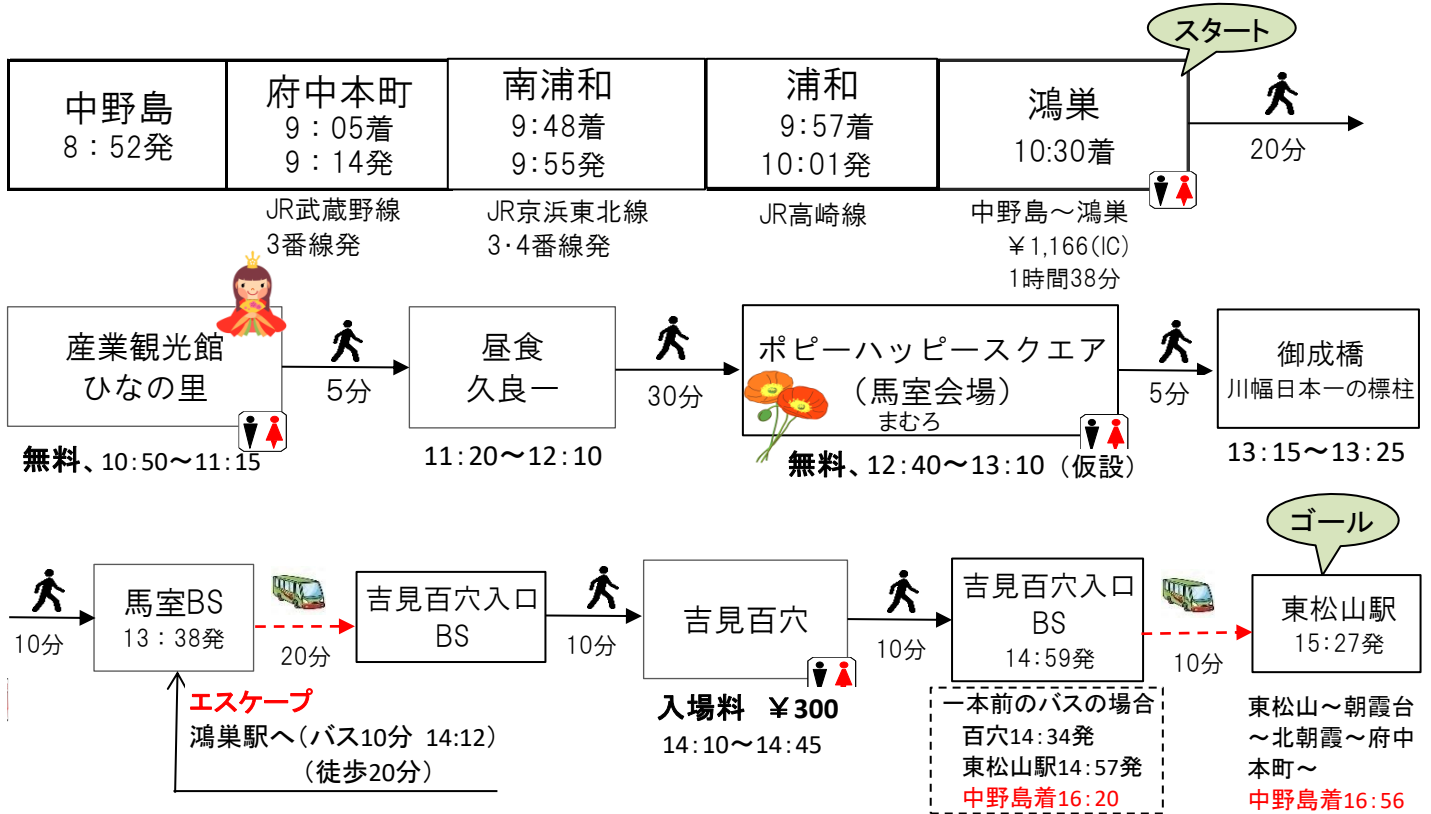 スタート
中野島
8：52発
府中本町
9：05着
9：14発
南浦和
9:48着
9:55発
浦和
9:57着
10:01発
鴻巣
10:30着
20分
JR武蔵野線
3番線発
JR京浜東北線
3･4番線発
JR高崎線
中野島～鴻巣
￥1,166(IC)
1時間38分
産業観光館
ひなの里
5分
昼食
久良一
30分
ポピーハッピースクエア
（馬室会場）
まむろ
5分
御成橋
川幅日本一の標柱
無料、10:50～11:15
11:20～12:10
無料、12:40～13:10（仮設）
13:15～13:25
ゴール
10分
馬室BS
13：38発
20分
吉見百穴入口
BS
10分
吉見百穴
10分
吉見百穴入口
BS
14:59発
10分
東松山駅
15:27発
エスケープ
鴻巣駅へ（バス10分 14:12）
（徒歩20分）
入場料 ￥300
14:10～14:45
一本前のバスの場合
百穴14:34発
東松山駅14:57発
中野島着16:20
東松山～朝霞台
～北朝霞～府中
本町～
中野島着16:56